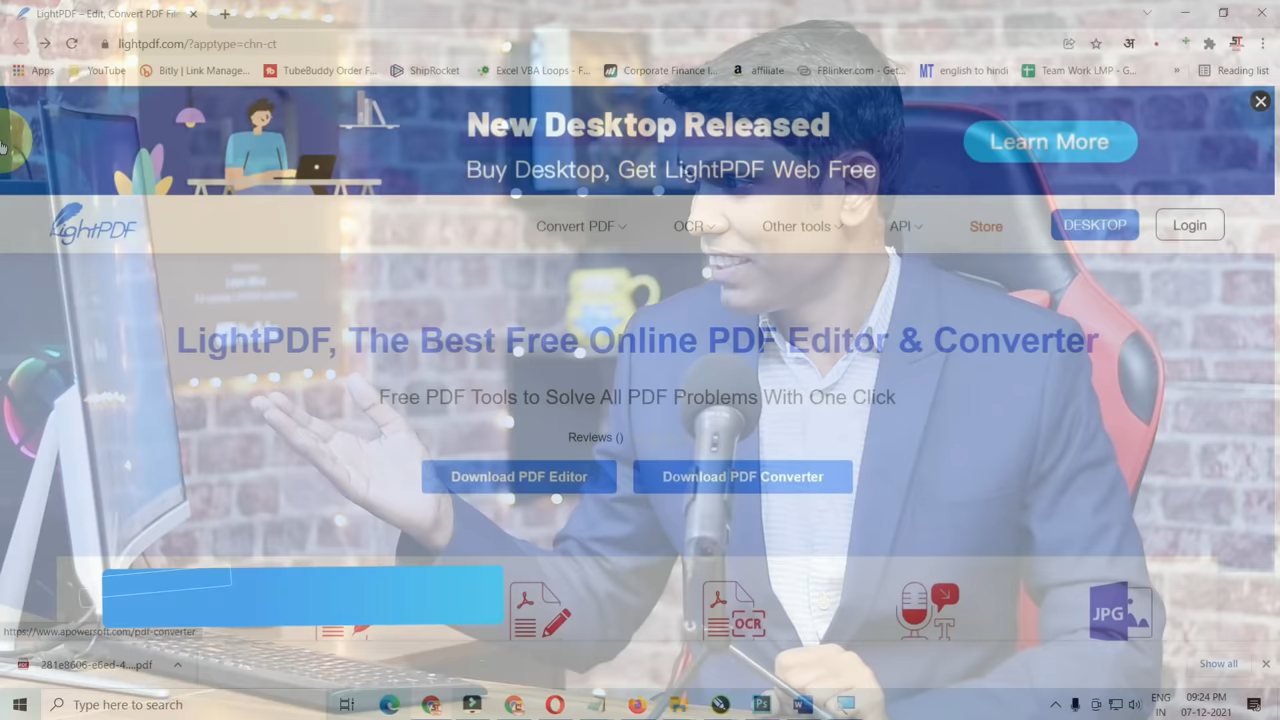 LightPDF – Edit, Convert PDF File
lightpdf.com/?apptype=chn-ct
Apps
YouTube
Bitly | Link Manage...
TubeBuddy Order F...
ShipRocket
Excel VBA Loops - F...
Corporate Finance I...
affiliate
FBlinker.com - Get...
MT english to hindi
Team Work LMP - G...
»
Reading list
New Desktop Released
Buy Desktop, Get LightPDF Web Free
Learn More
LightPDF
Convert PDF
OCR
Other tools
API
Store
DESKTOP
Login
LightPDF, The Best Free Online PDF Editor & Converter
Free PDF Tools to Solve All PDF Problems With One Click
Reviews ()
Download PDF Editor
Download PDF Converter
OCR
JPG
https://www.apowersoft.com/pdf-converter
281e8606-e6ed-4....pdf
Show all
Type here to search
ENG
IN
09:24 PM
07-12-2021